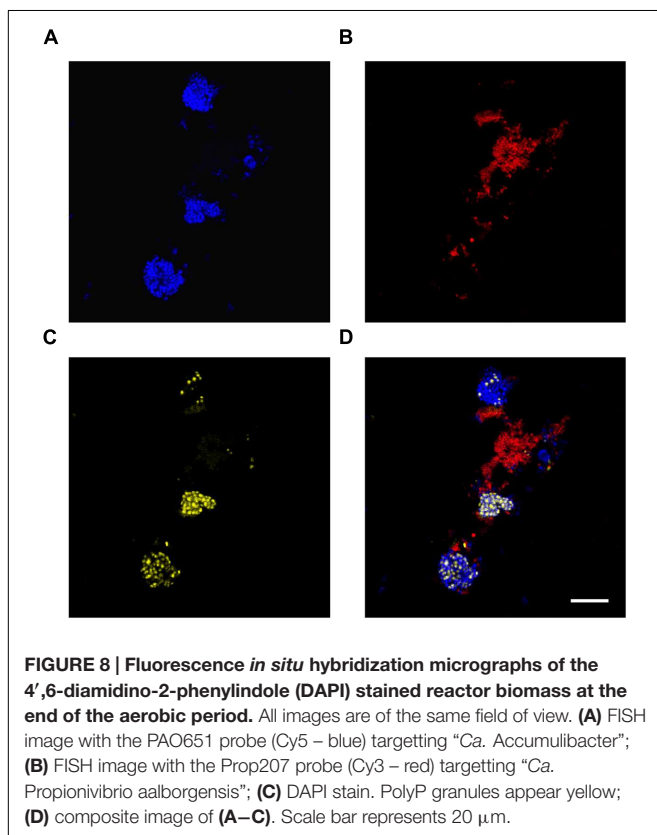 A
B
C
D
FIGURE 8 | Fluorescence in situ hybridization micrographs of the
4′,6-diamidino-2-phenylindole (DAPI) stained reactor biomass at the
end of the aerobic period. All images are of the same field of view. (A) FISH
image with the PAO651 probe (Cy5 – blue) targetting “Ca. Accumulibacter”;
(B) FISH image with the Prop207 probe (Cy3 – red) targetting “Ca.
Propionivibrio aalborgensis”; (C) DAPI stain. PolyP granules appear yellow;
(D) composite image of (A–C). Scale bar represents 20 μm.